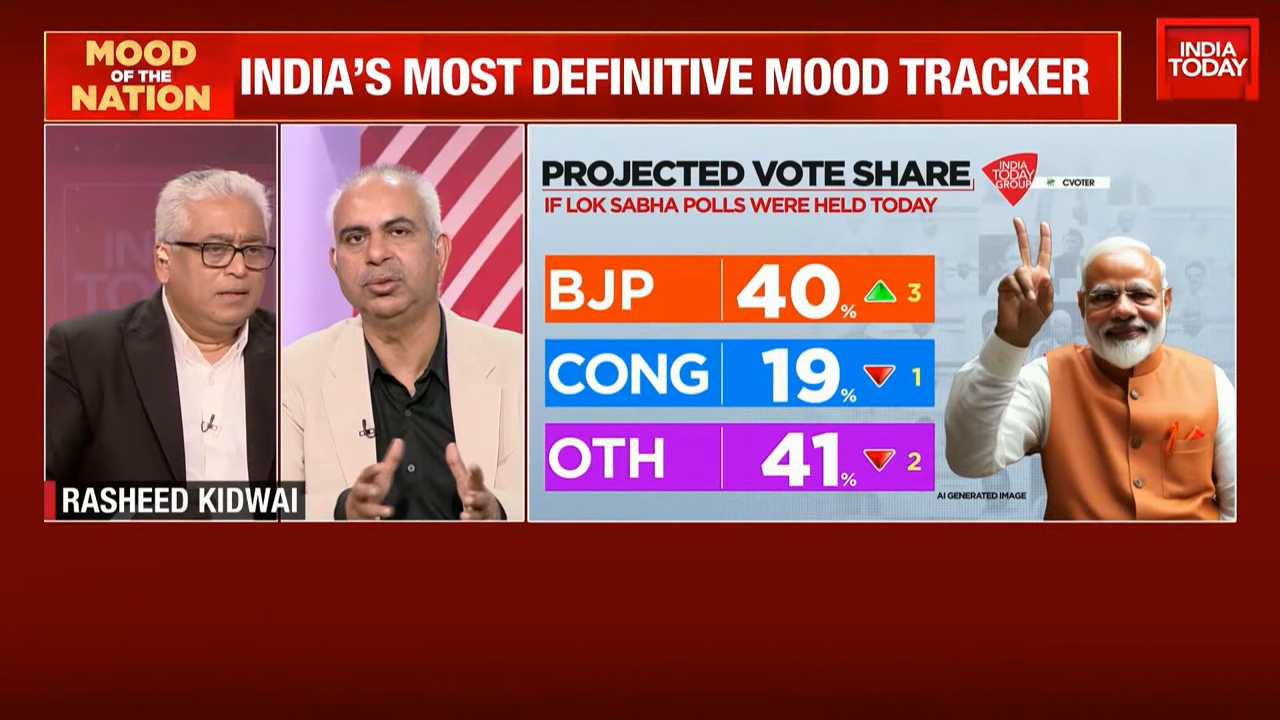 MOOD
OF THE
NATION
INDIA'S MOST DEFINITIVE MOOD TRACKER
INDIA
TODAY
PROJECTED VOTE SHARE
IF LOK SABHA POLLS WERE HELD TODAY
INDIA
TODAY
GROUP
CVOTER
BJP 40% 3
CONG 19% 1
OTH 41% 2
AI GENERATED IMAGE
RASHEED KIDWAI